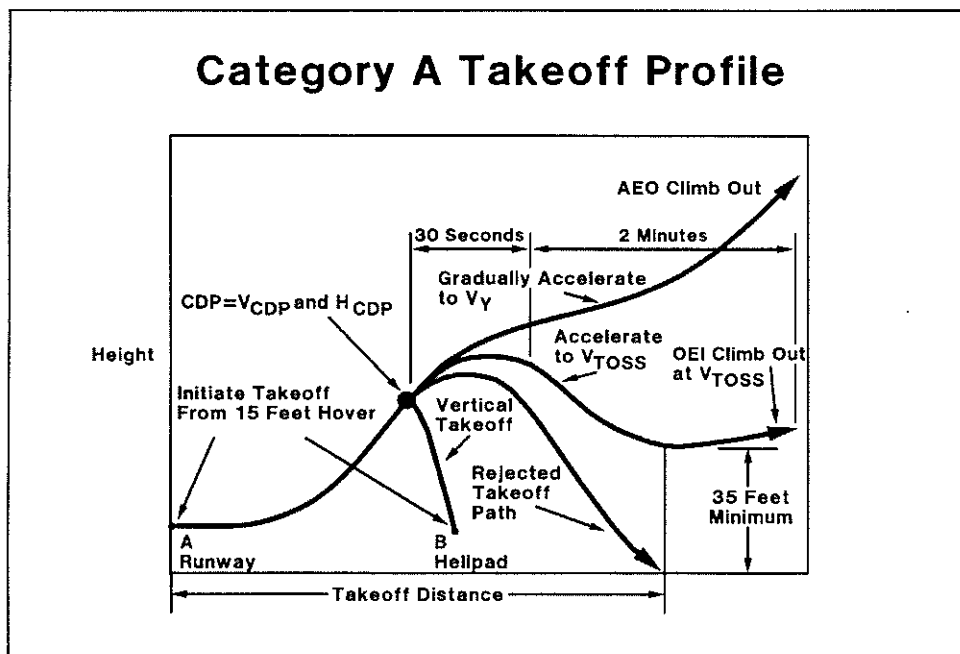 Category A Takeoff Profile
AEO Climb Out
30 Seconds
2 Minutes
Gradually Accelerate
to VY
CDP=VCDP and HCDP
Accelerate
to VTOSS
OEI Climb Out
at VTOSS
Height
Initiate Takeoff
From 15 Feet Hover
Vertical
Takeoff
Rejected
Takeoff
Path
35 Feet
Minimum
A
Runway
B
Helipad
Takeoff Distance